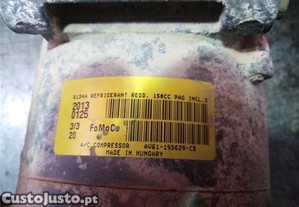 R134A REFRIGERANT REQD. 150CC PAG INCL.
2013
0125
3/3 FoMoCo
20
A/C COMPRESSOR AV61-19D629-CB
MADE IN HUNGARY
CustoJusto.pt